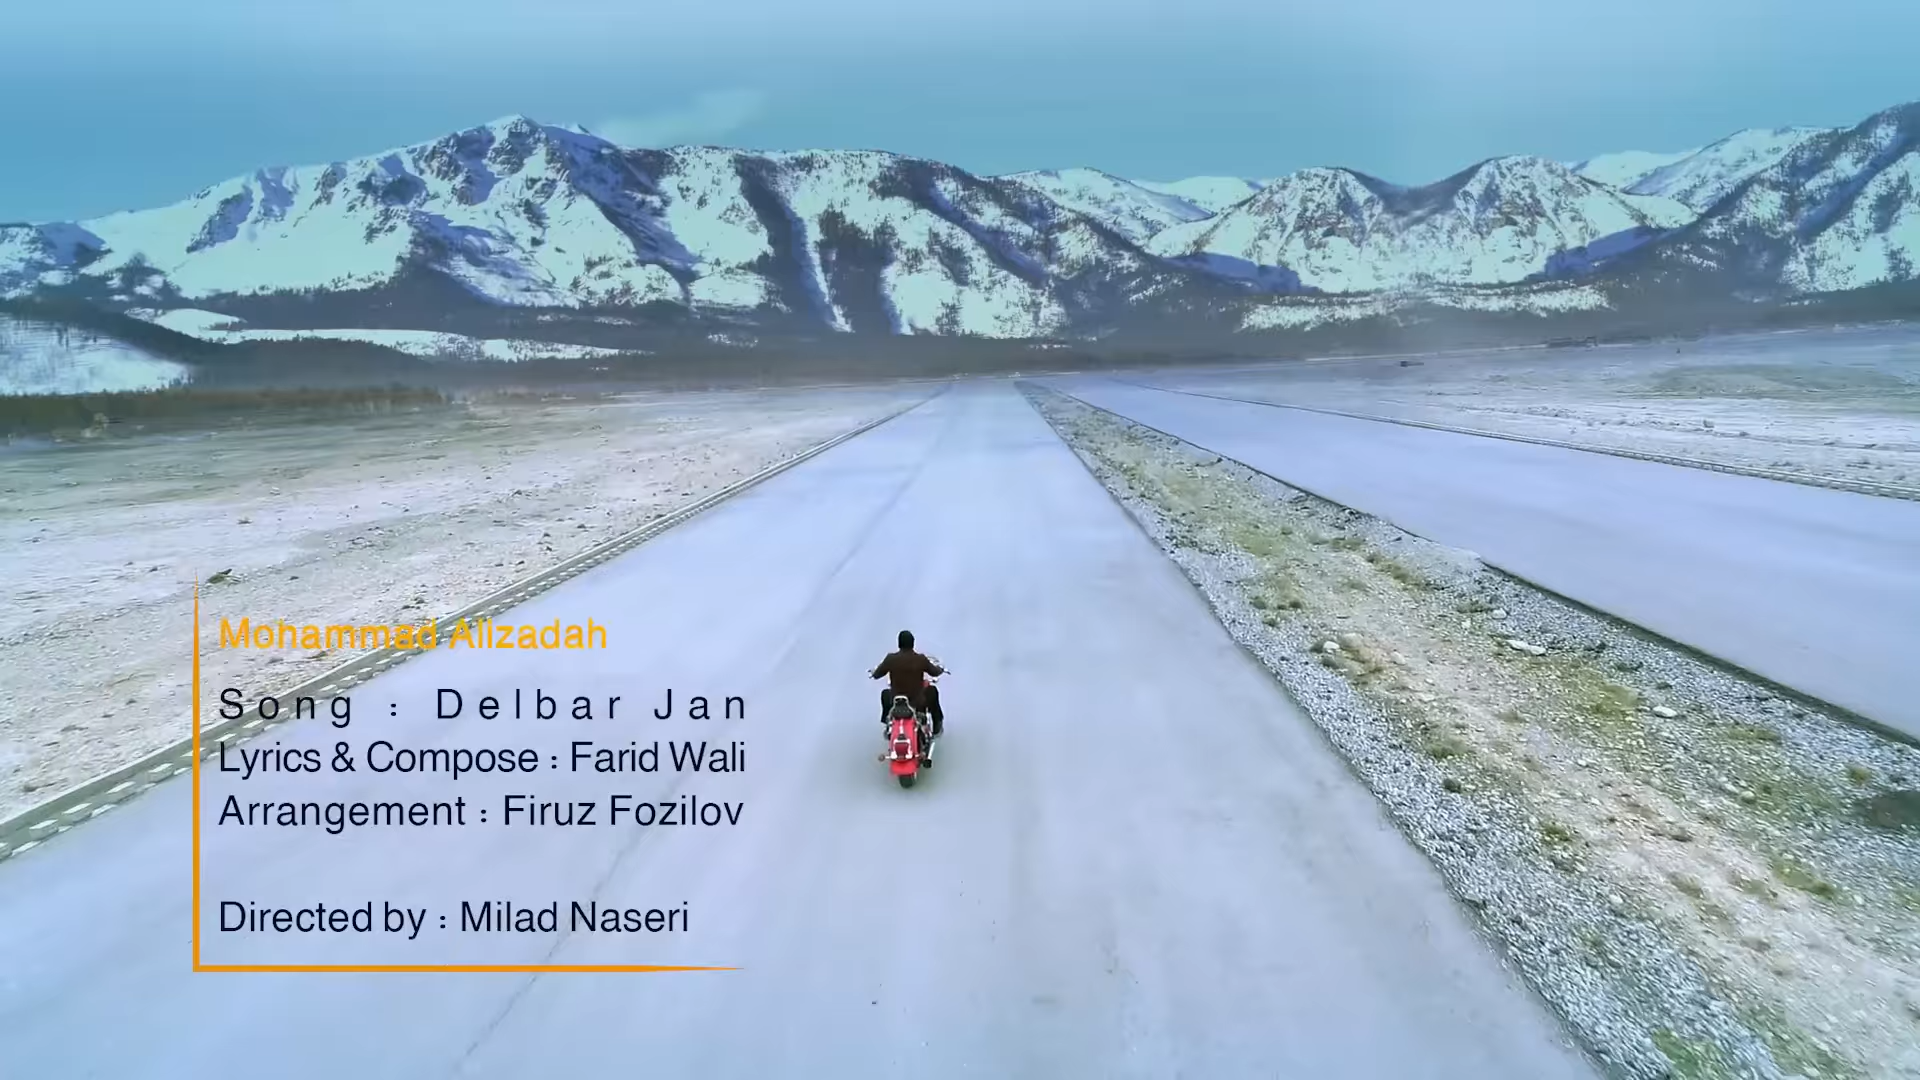 Mohammad Alizadah
Song : Delbar Jan
Lyrics & Compose : Farid Wali
Arrangement : Firuz Fozilov
Directed by : Milad Naseri